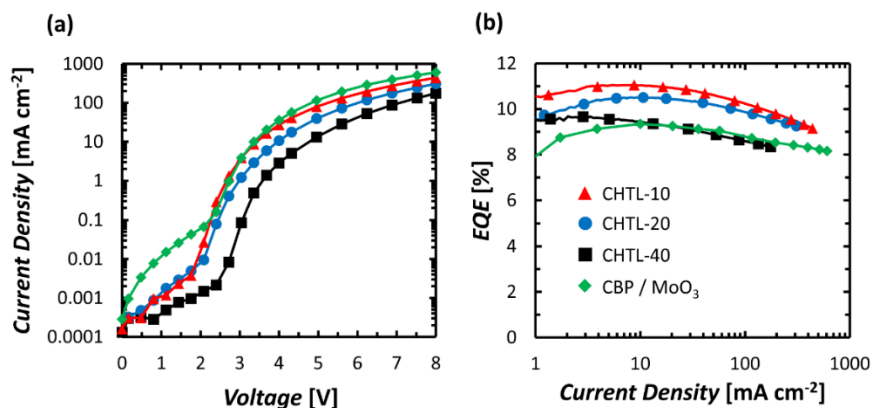 (a)
(b)
Current Density [mA cm-2]
1000
100
10
1
0.1
0.01
0.001
0.0001
0 1 2 3 4 5 6 7 8
Voltage [V]
EQE [%]
12
10
8
6
4
2
0
CHTL-10
CHTL-20
CHTL-40
CBP / MoO3
1 10 100 1000
Current Density [mA cm-2]